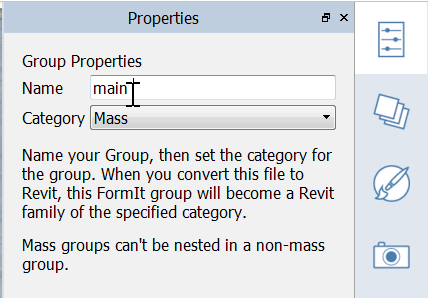 Properties
Group Properties
Name main
Category Mass
Name your Group, then set the category for
the group. When you convert this file to
Revit, this FormIt group will become a Revit
family of the specified category.
Mass groups can't be nested in a non-mass
group.